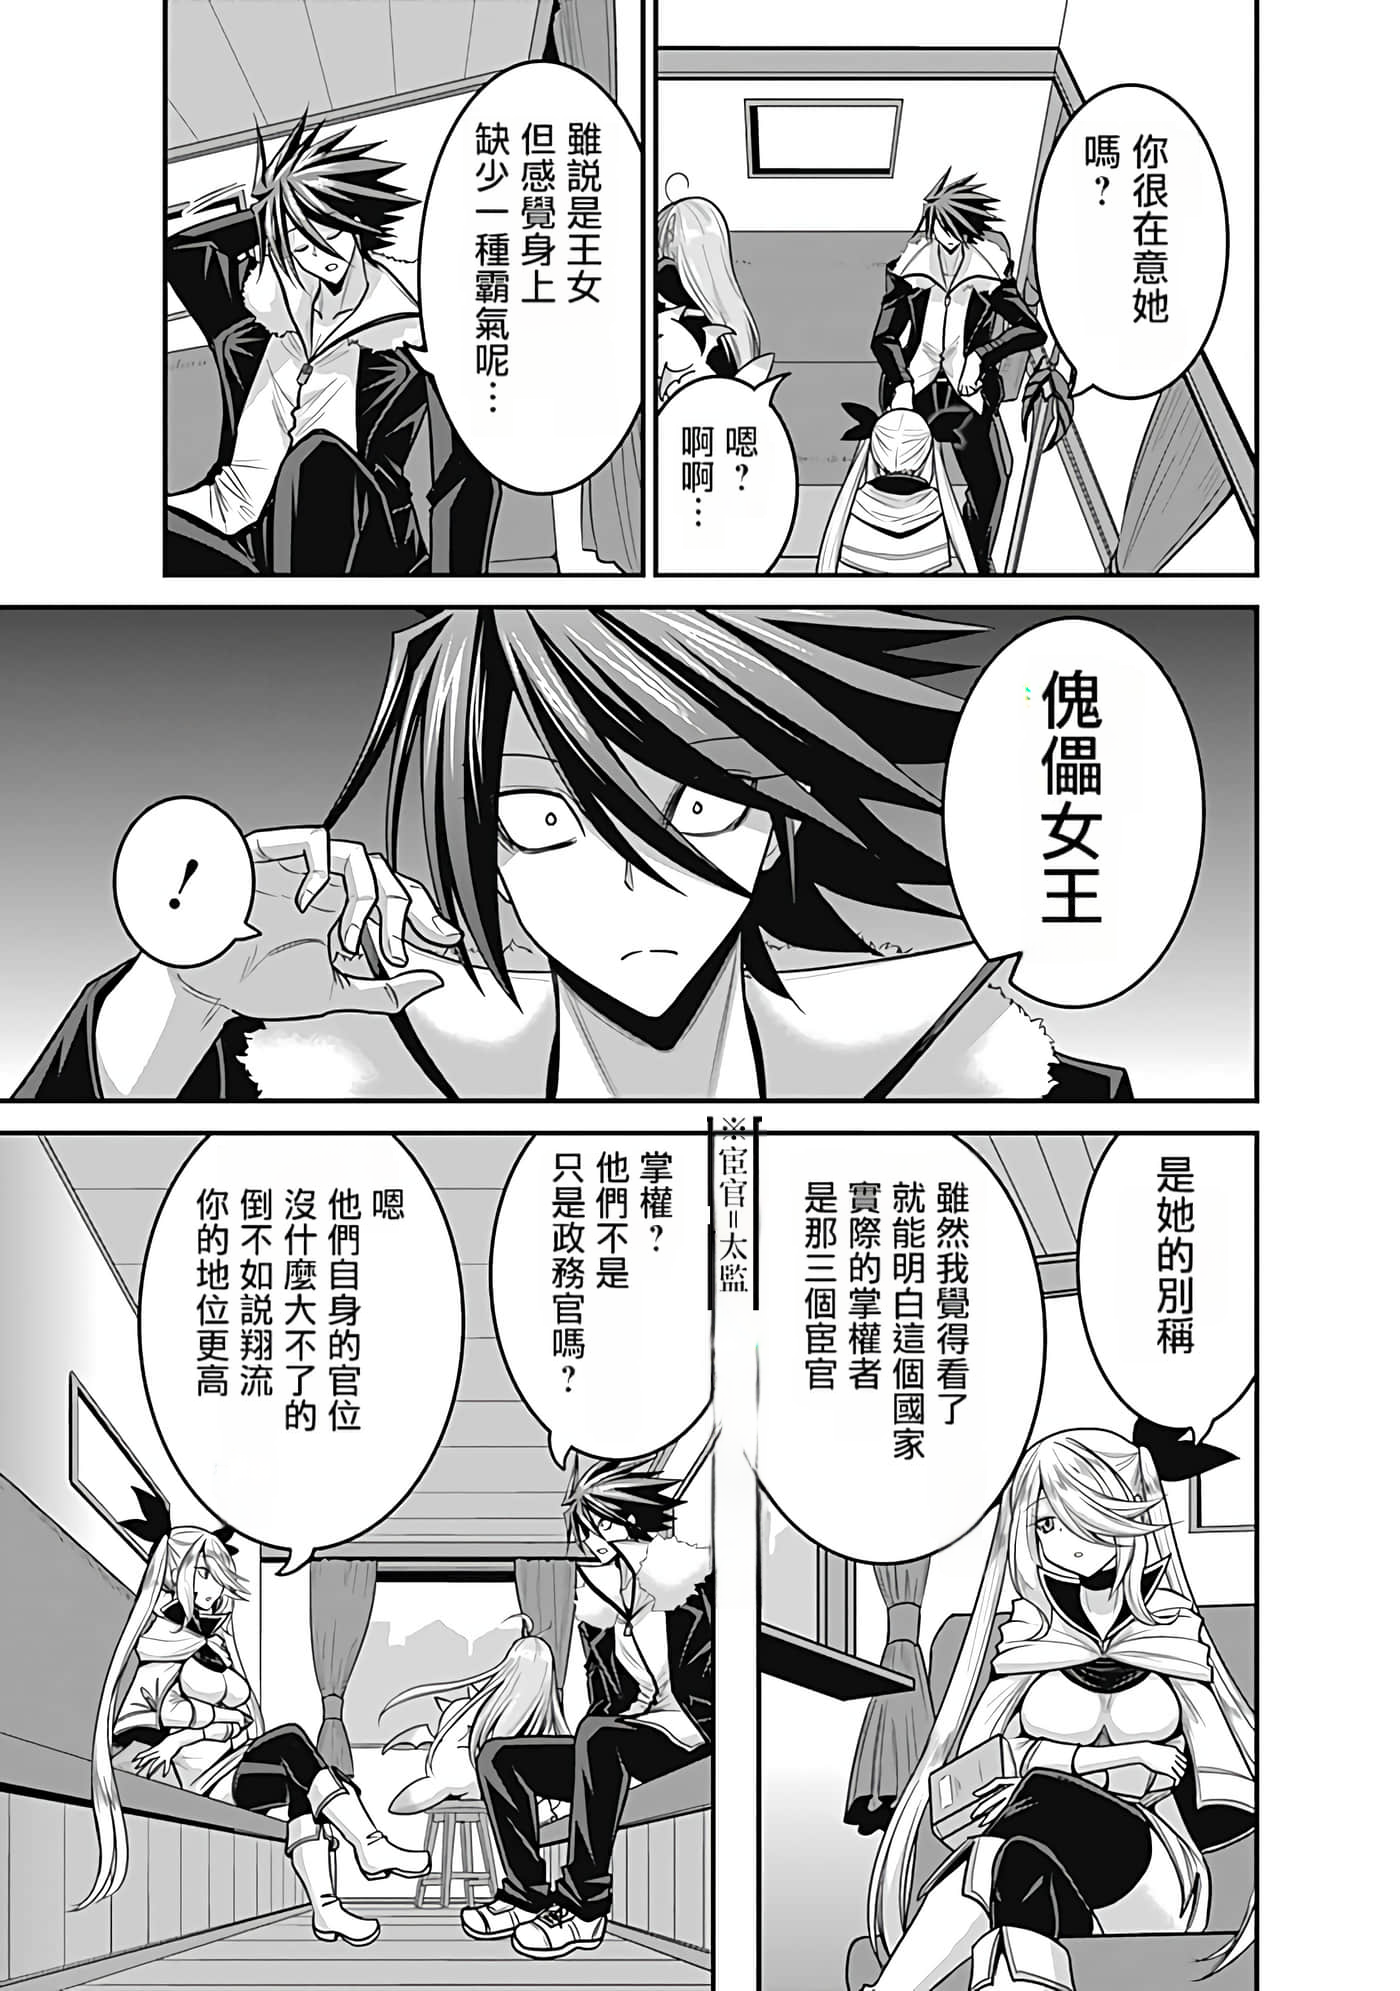 你很在意她
嗎？
嗯？
啊啊…
雖説是王女
但感覺身上
缺少一種霸氣呢…
傀儡女王
！
是她的別稱
雖然我覺得看了
就能明白這個國家
實際的掌權者
是那三個宦官
※宦官=太監
掌權？
他們不是
只是政務官嗎？
嗯
他們自身的官位
沒什麼大不了的
倒不如説翔流
你的地位更高